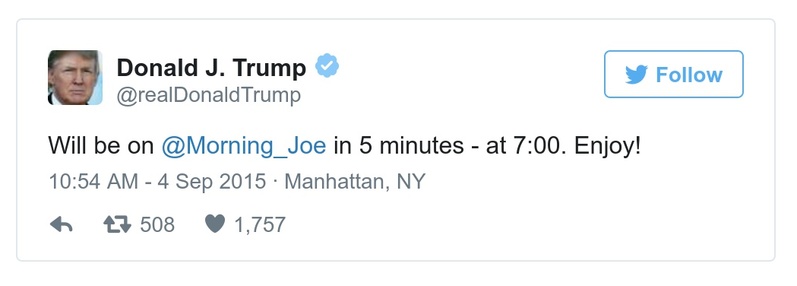 Donald J. Trump
Follow
@realDonaldTrump
Will be on @Morning_Joe in 5 minutes - at 7:00. Enjoy!
10:54 AM - 4 Sep 2015 · Manhattan, NY
508 1,757